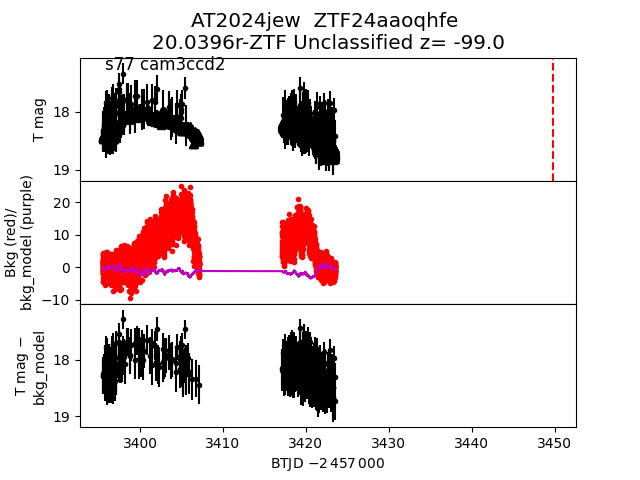 AT2024jew  ZTF24aaoqhfe
20.0396r-ZTF Unclassified z= -99.0
s77 cam3ccd2
T mag
18
19
Bkg (red)/
bkg_model (purple)
20
10
0
−10
T mag −
bkg_model
18
19
3400 3410 3420 3430 3440 3450
BTJD −2 457 000